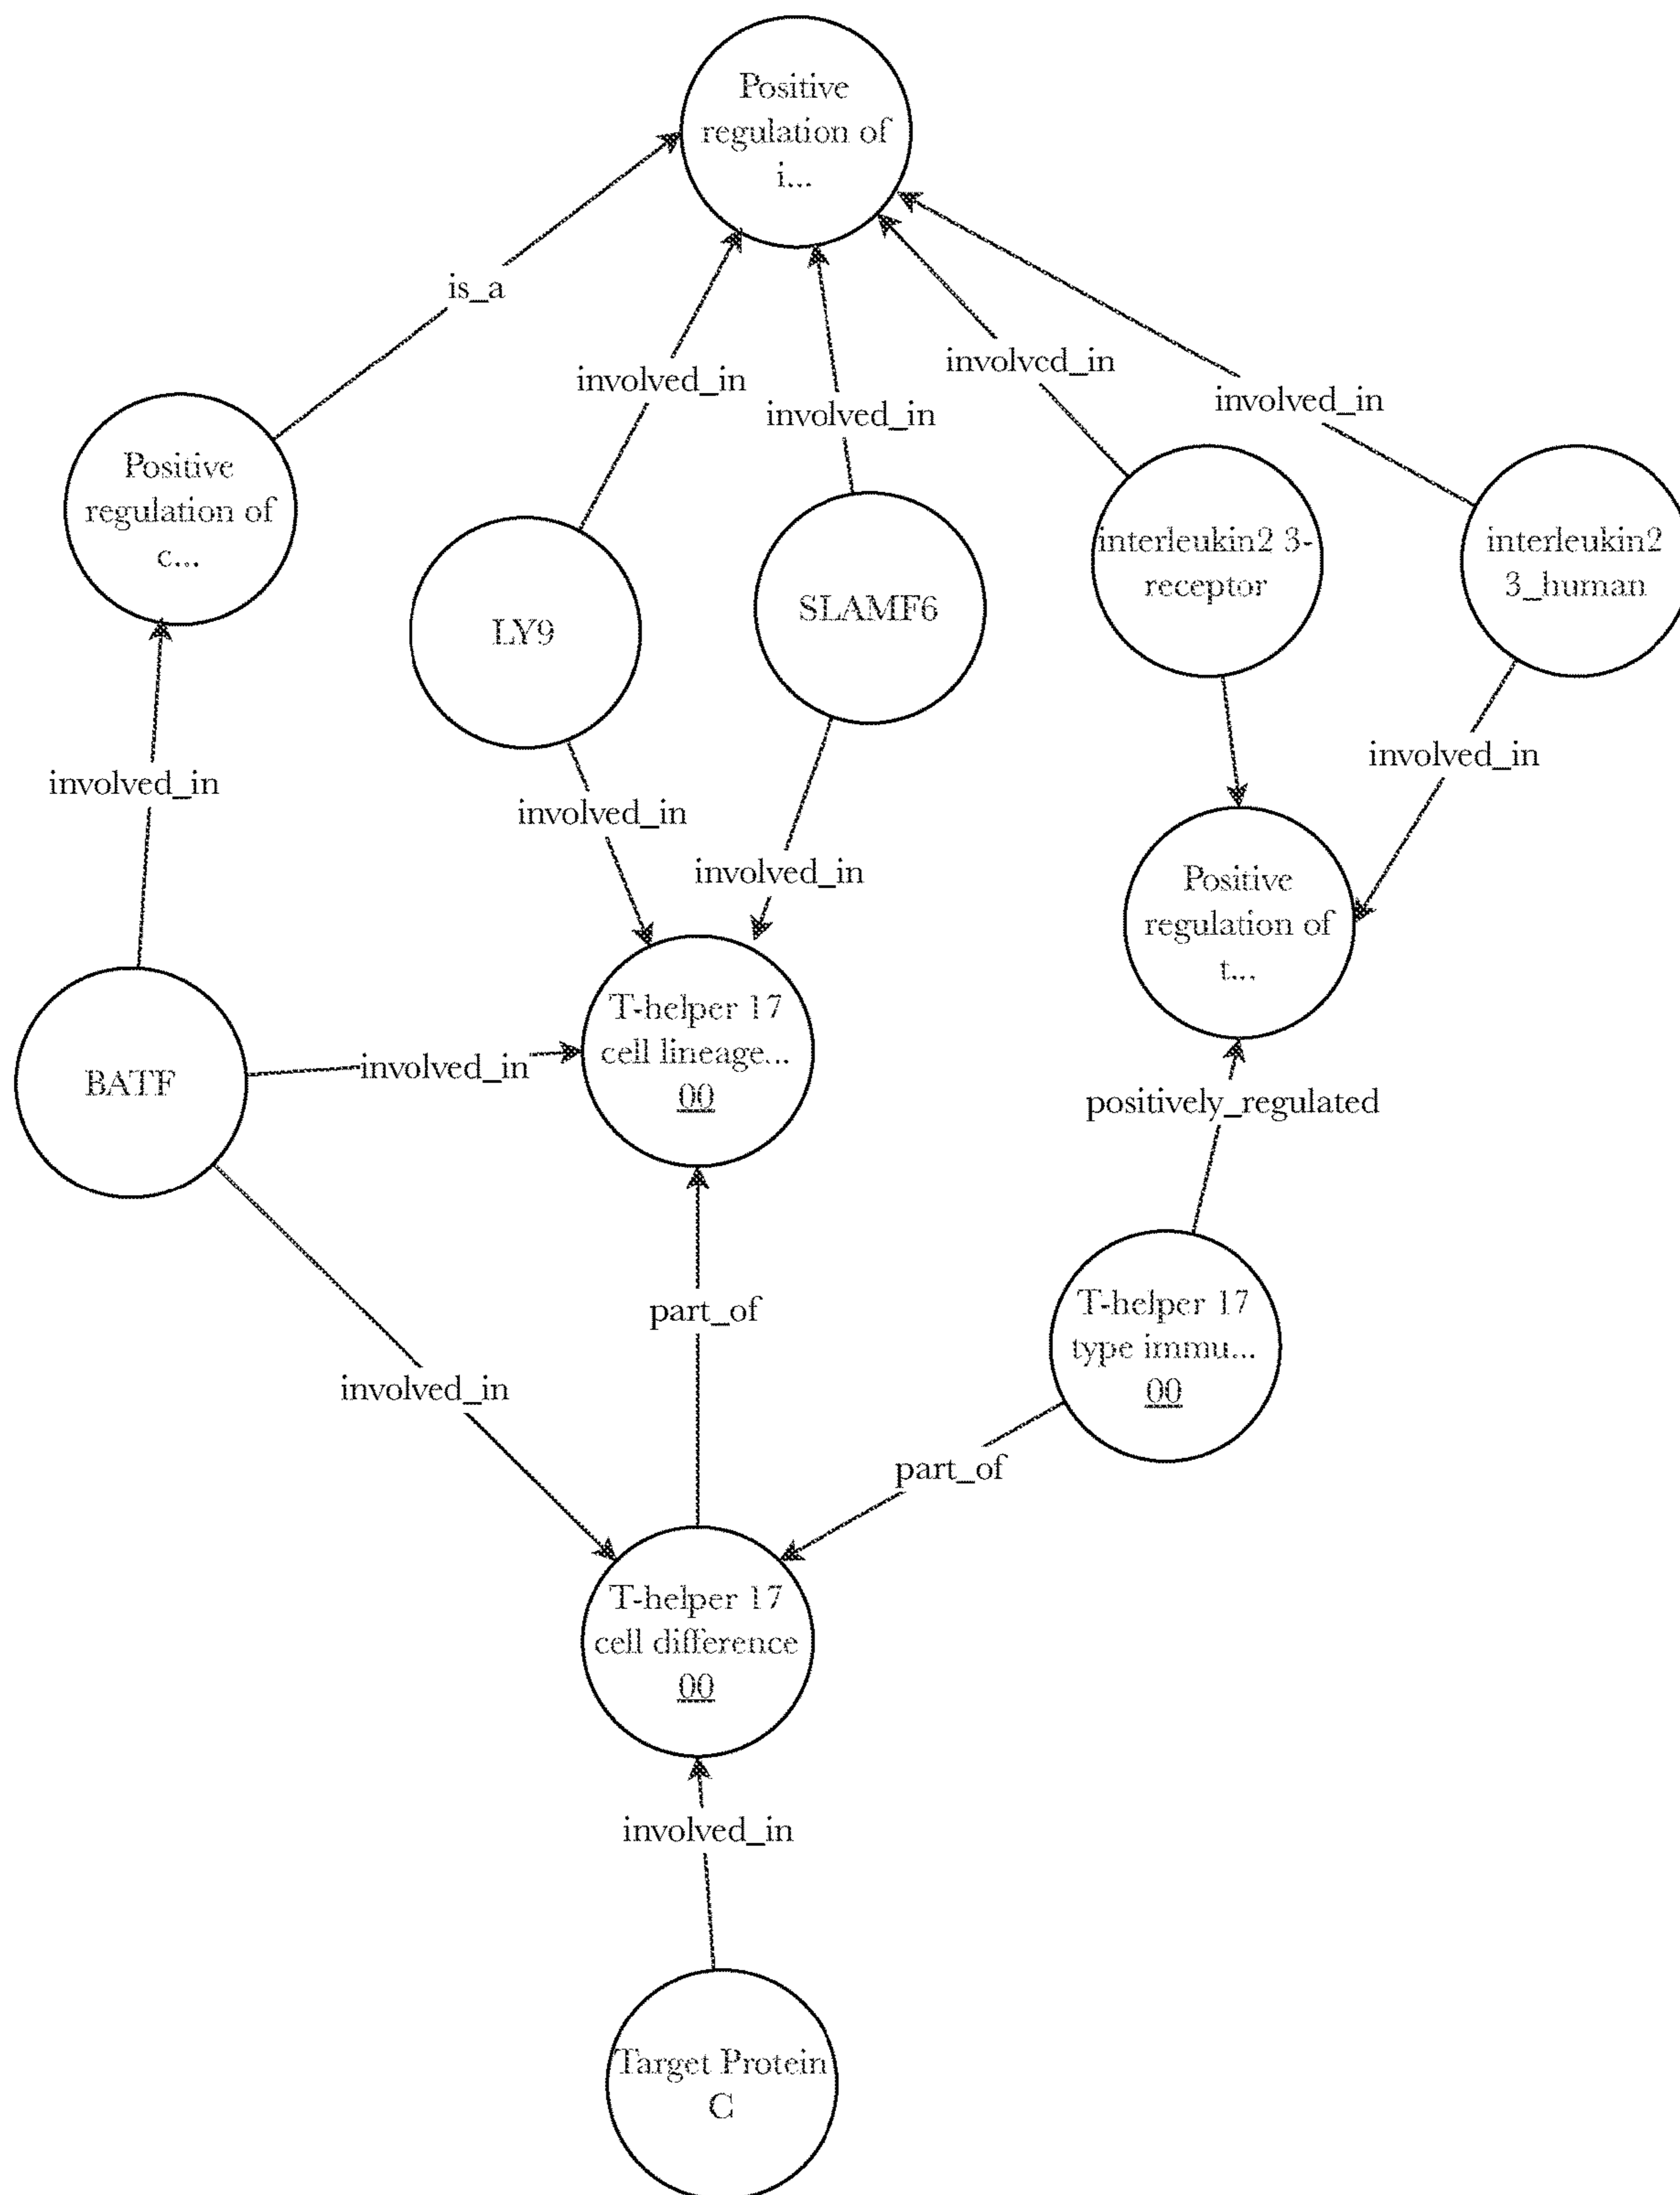 Positive
regulation of
i...
is_a
involved_in
involved_in
involved_in
involved_in
Positive
regulation of
c...
LY9
SLAMF6
interleukin2 3-
receptor
interleukin2
3_human
involved_in
involved_in
involved_in
involved_in
Positive
regulation of
t...
BATF
involved_in
T-helper 17
cell lineage...
00
positively_regulated
part_of
T-helper 17
type immu...
00
involved_in
part_of
T-helper 17
cell difference
00
involved_in
Target Protein
C